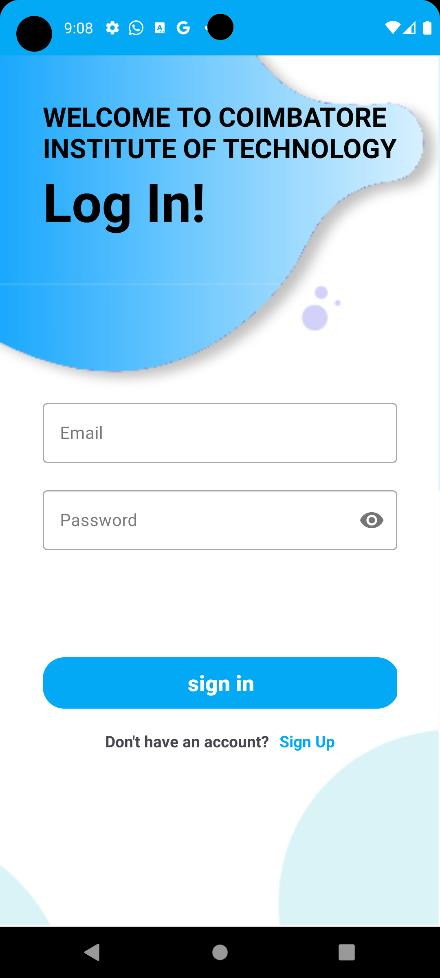 9:08
WELCOME TO COIMBATORE
INSTITUTE OF TECHNOLOGY
Log In!
Email
Password
sign in
Don't have an account? Sign Up